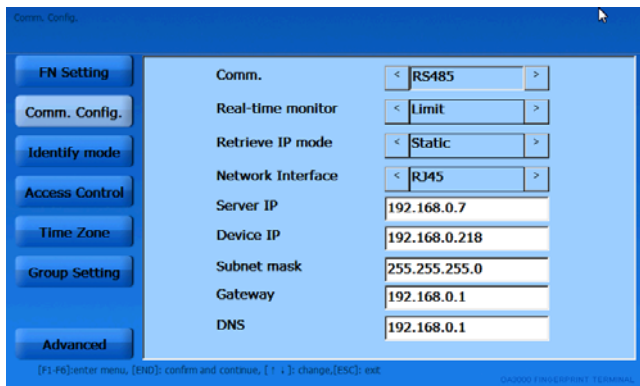 Comm. Config.
FN Setting
Comm. Config.
Identify mode
Access Control
Time Zone
Group Setting
Advanced
Comm. < RS485 >
Real-time monitor < Limit >
Retrieve IP mode < Static >
Network Interface < RJ45 >
Server IP 192.168.0.7
Device IP 192.168.0.218
Subnet mask 255.255.255.0
Gateway 192.168.0.1
DNS 192.168.0.1
[F1-F6]:enter menu, [END]: confirm and continue, [ ↑ ↓ ]: change,[ESC]: exit
OA3000 FINGERPRINT TERMINAL